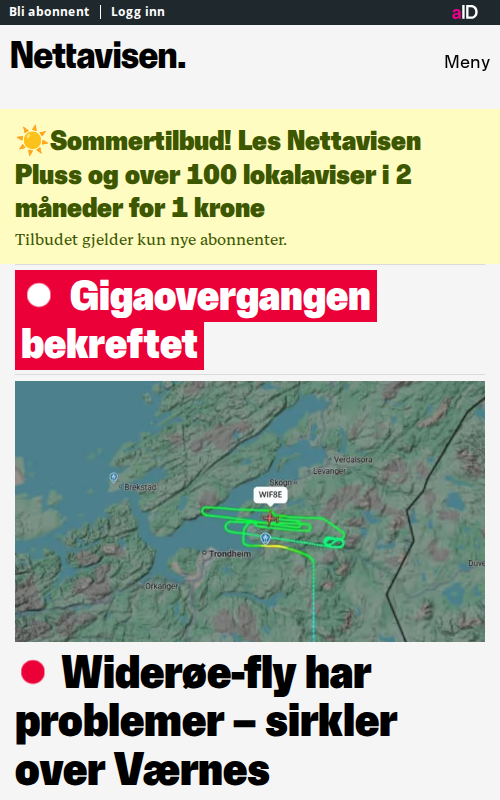 Bli abonnent | Logg inn
aID
Nettavisen.
Meny
Sommertilbud! Les Nettavisen
Pluss og over 100 lokalaviser i 2
måneder for 1 krone
Tilbudet gjelder kun nye abonnenter.
Gigaovergangen
bekreftet
Verdalsøra
Levanger
Skogn
Brekstad
WIF8E
Trondheim
Orkanger
Widerøe-fly har
problemer – sirkler
over Værnes